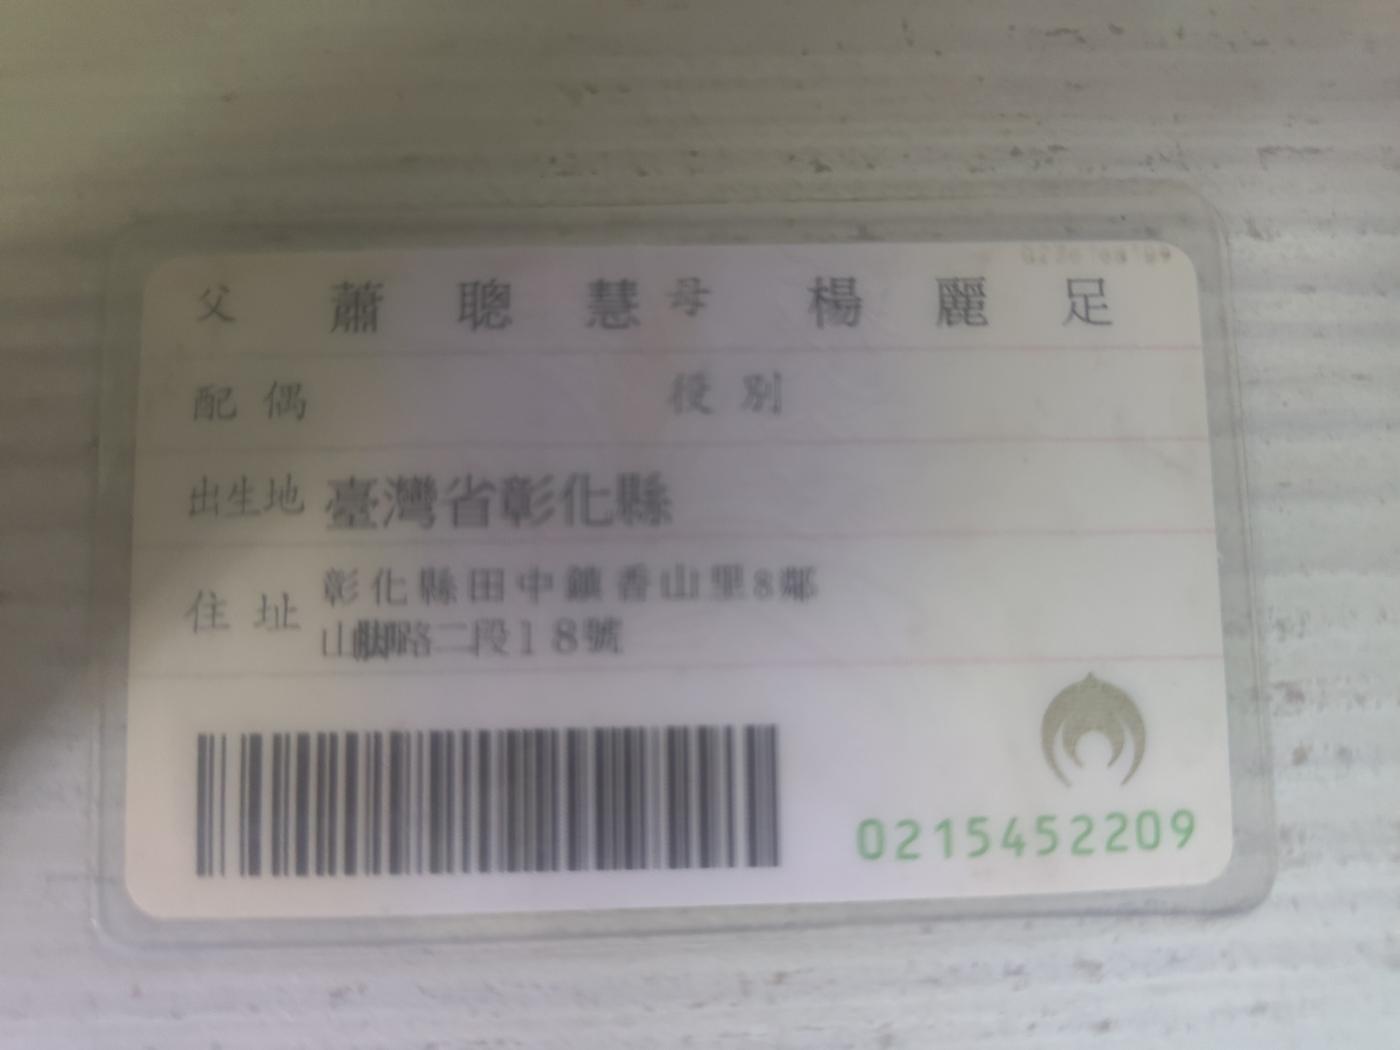 父 蕭聰慧 母 楊麗足
配偶 役別
出生地 臺灣省彰化縣
住址 彰化縣田中鎮香山里8鄰
山腳路二段18號
0215452209